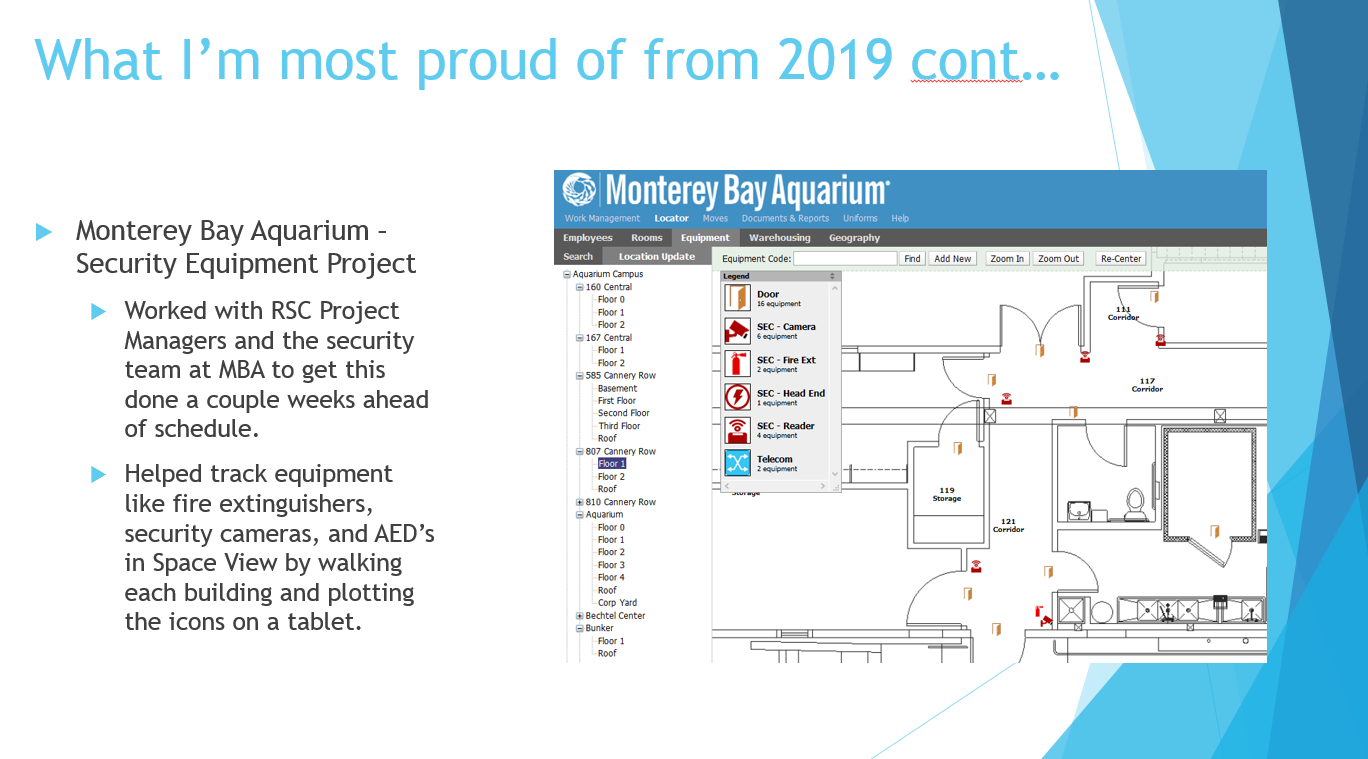 What I’m most proud of from 2019 cont…
Monterey Bay Aquarium –
Security Equipment Project
Worked with RSC Project
Managers and the security
team at MBA to get this
done a couple weeks ahead
of schedule.
Helped track equipment
like fire extinguishers,
security cameras, and AED’s
in Space View by walking
each building and plotting
the icons on a tablet.
Monterey Bay Aquarium®
Work Management Locator Moves Documents & Reports Uniforms Help
Employees Rooms Equipment Warehousing Geography
Search Location Update
Equipment Code: Find Add New Zoom In Zoom Out Re-Center
Aquarium Campus
160 Central
Floor 0
Floor 1
Floor 2
167 Central
Floor 1
Floor 2
585 Cannery Row
Basement
First Floor
Second Floor
Third Floor
Roof
807 Cannery Row
Floor 1
Floor 2
Roof
810 Cannery Row
Aquarium
Floor 0
Floor 1
Floor 2
Floor 3
Floor 4
Roof
Corp Yard
Bechtel Center
Bunker
Floor 1
Roof
Legend
Door
16 equipment
SEC - Camera
6 equipment
SEC - Fire Ext
2 equipment
SEC - Head End
1 equipment
SEC - Reader
4 equipment
Telecom
2 equipment
111
Corridor
117
Corridor
119
Storage
121
Corridor
Storage